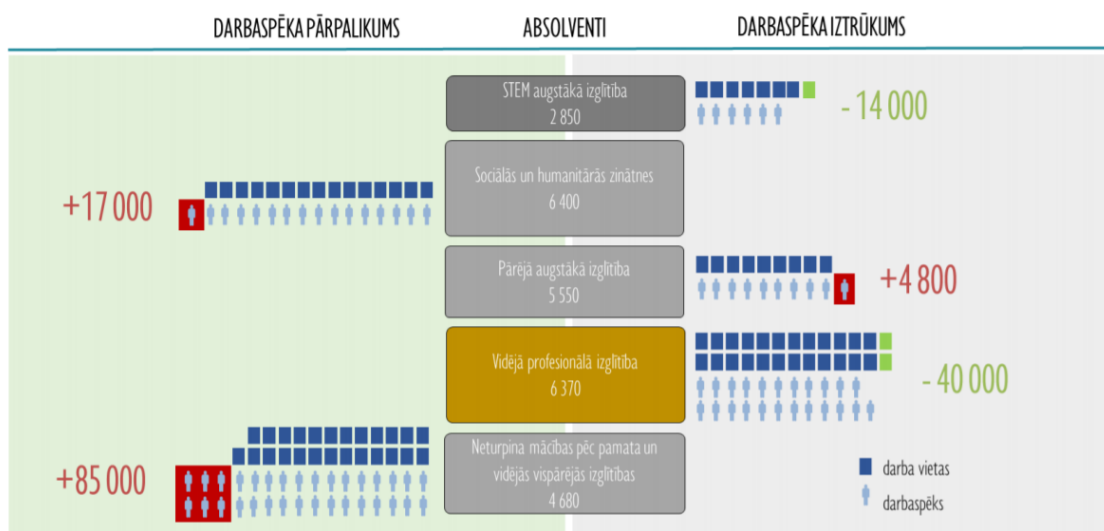 DARBASPĒKA PĀRPALIKUMS
ABSOLVENTI
DARBASPĒKA IZTRŪKUMS
STEM augstākā izglītība
2 850
- 14 000
Sociālās un humanitārās zinātnes
6 400
+17 000
Pārējā augstākā izglītība
5 550
+4 800
Vidējā profesionālā izglītība
6 370
- 40 000
Neturpina mācības pēc pamata un
vidējās vispārējās izglītības
4 680
+85 000
darba vietas
darbaspēks